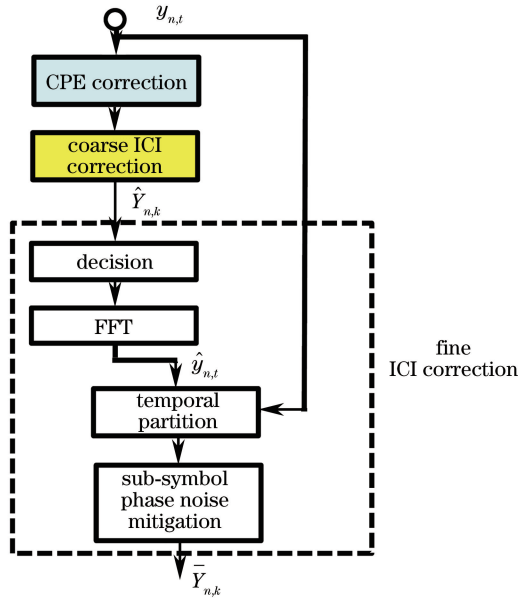 y_{n,t}
CPE correction
coarse ICI
correction
Ŷ_{n,k}
decision
FFT
ŷ_{n,t}
fine
ICI correction
temporal
partition
sub-symbol
phase noise
mitigation
Ȳ_{n,k}